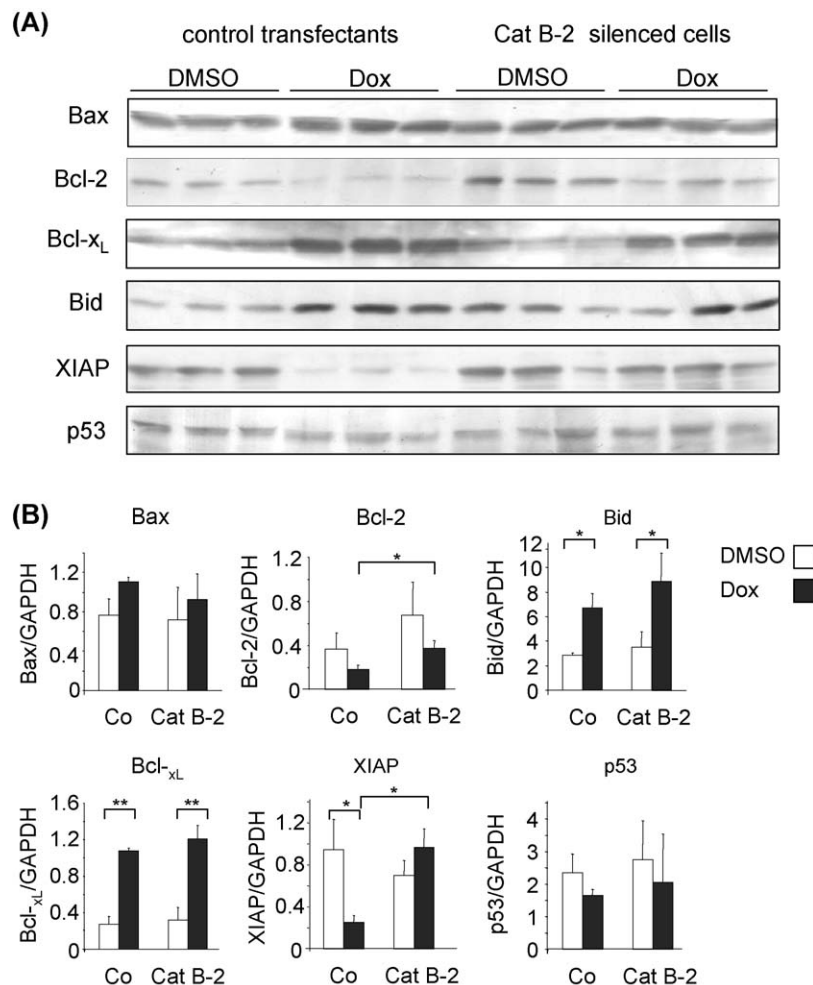 (A)
control transfectants Cat B-2 silenced cells
DMSO Dox DMSO Dox
Bax
Bcl-2
Bcl-xL
Bid
XIAP
p53
(B)
Bax
Bax/GAPDH
1.2
0.8
0.4
0
Co Cat B-2
Bcl-2
Bcl-2/GAPDH
1.2
0.8
0.4
0
*
Co Cat B-2
Bid
Bid/GAPDH
12
10
8
6
4
2
0
* *
Co Cat B-2
DMSO
Dox
Bcl-xL
Bcl-xL/GAPDH
1.6
1.2
0.8
0.4
0
** **
Co Cat B-2
XIAP
XIAP/GAPDH
1.2
0.8
0.4
0
* *
Co Cat B-2
p53
p53/GAPDH
4
3
2
1
0
Co Cat B-2